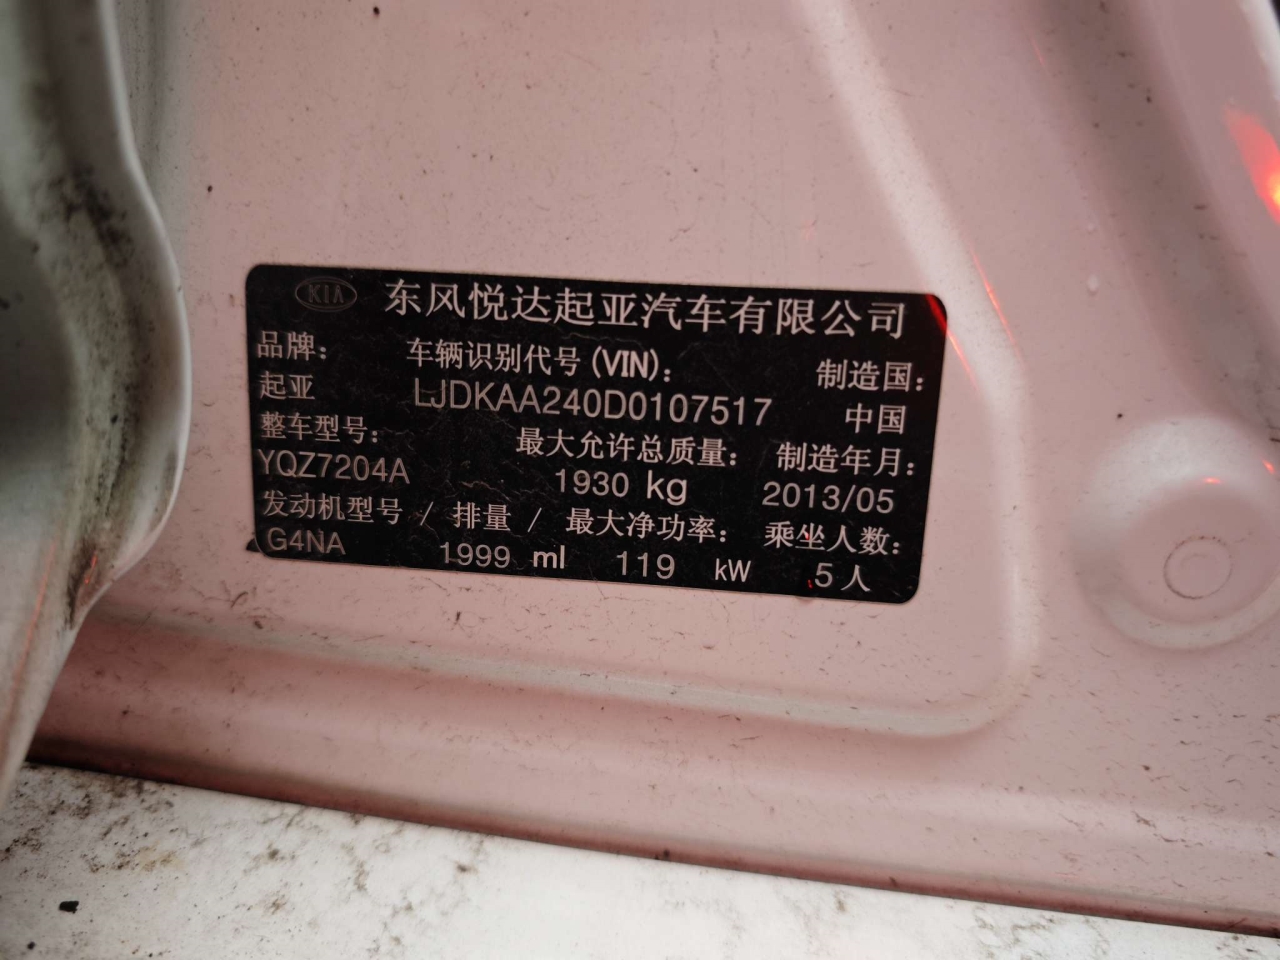 KIA 东风悦达起亚汽车有限公司
品牌: 车辆识别代号(VIN): 制造国:
起亚 LJDKAA240D0107517 中国
整车型号: 最大允许总质量: 制造年月:
YQZ7204A 1930 kg 2013/05
发动机型号 / 排量 / 最大净功率: 乘坐人数:
G4NA 1999 ml 119 kW 5人